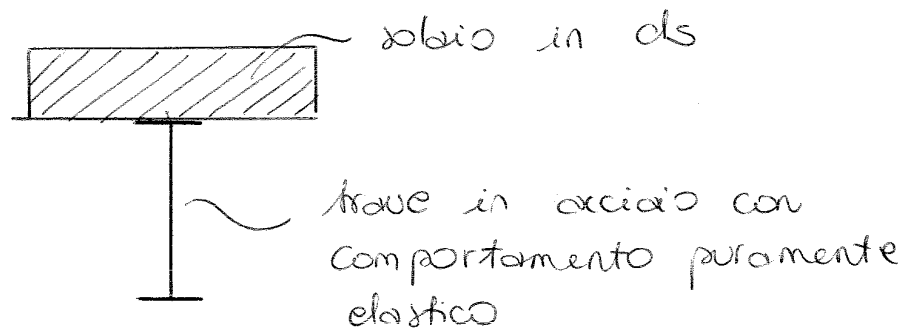 solaio in cls
trave in acciaio con
comportamento puramente
elastico